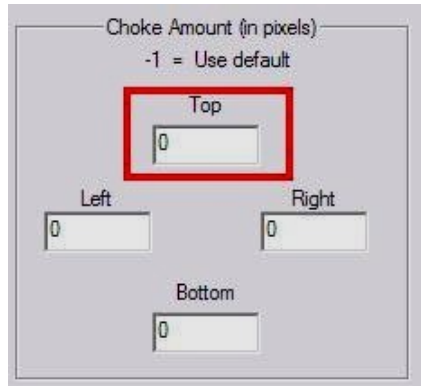 Choke Amount (in pixels)
-1 = Use default
Top
0
Left Right
0 0
Bottom
0